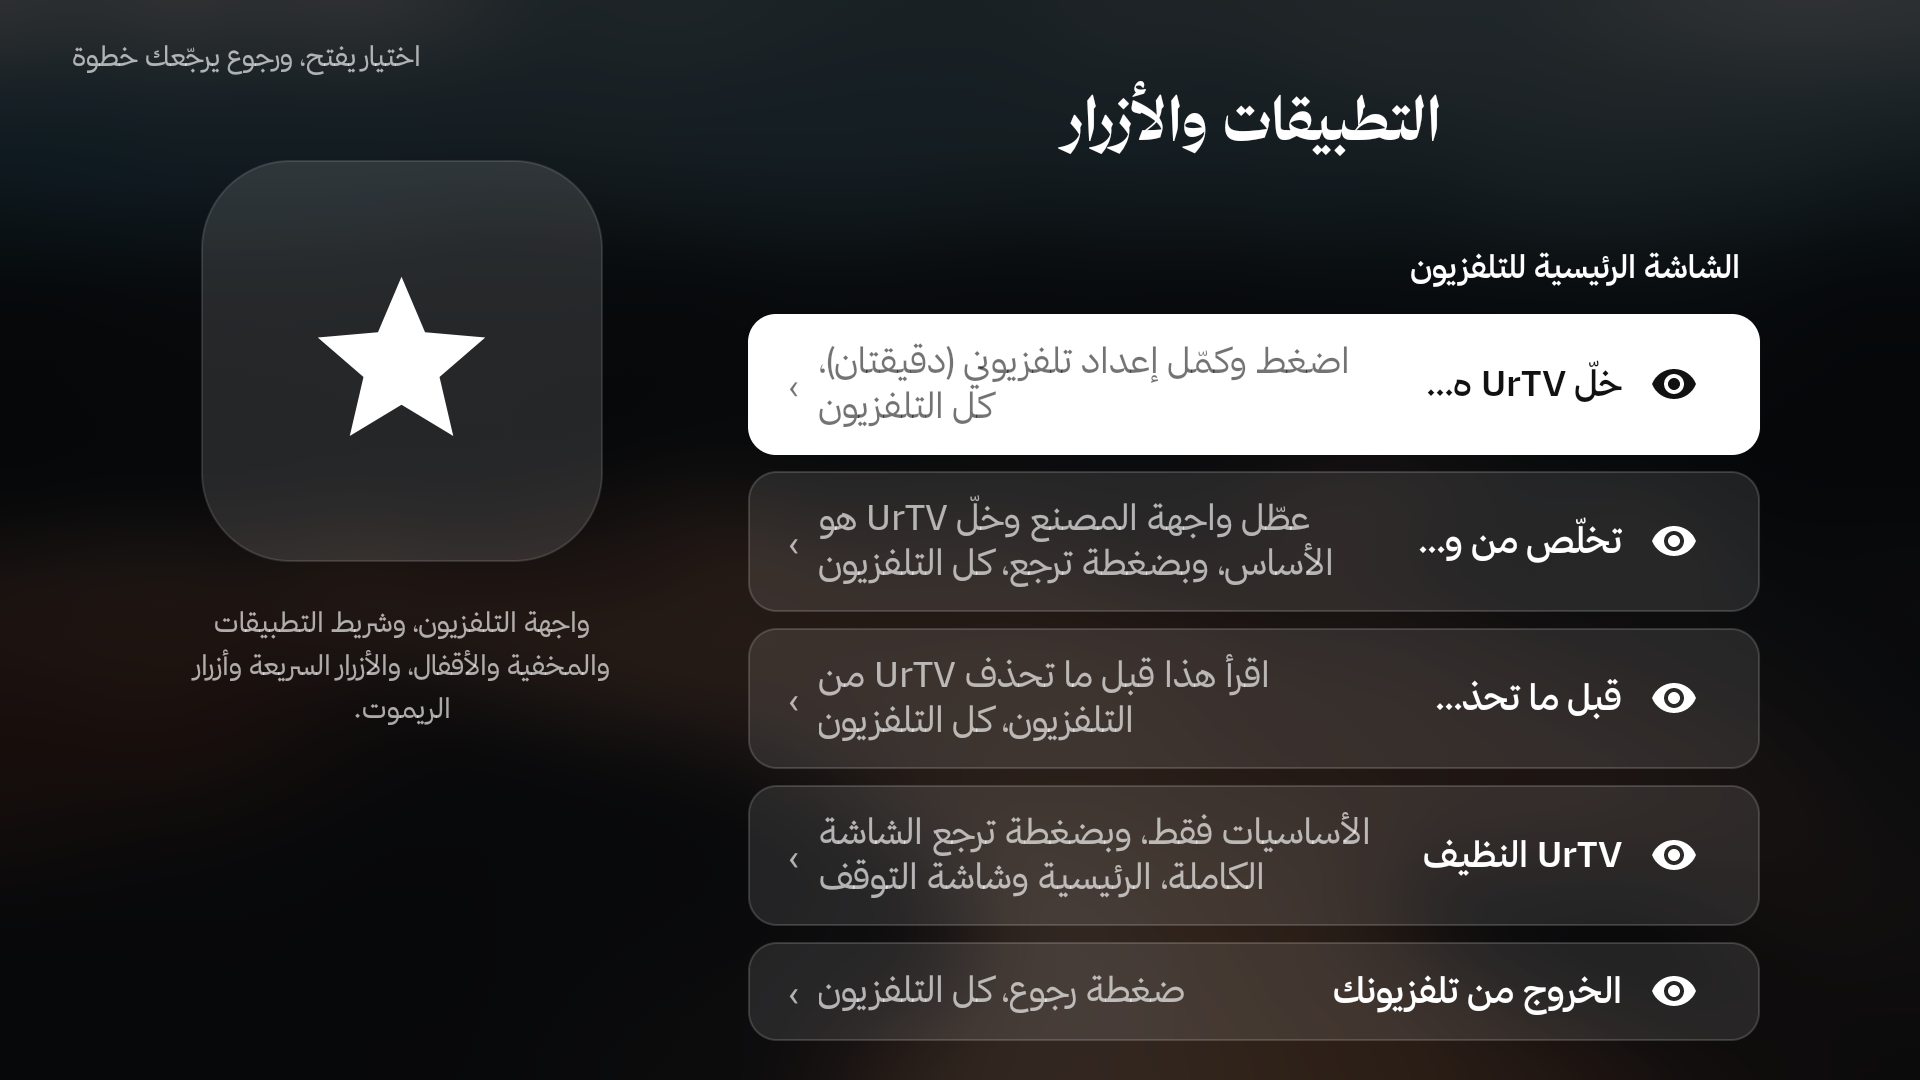 اختيار يفتح، ورجوع يرجّعك خطوة
التطبيقات والأزرار
الشاشة الرئيسية للتلفزيون
خلّ UrTV ه...
اضغط وكمّل إعداد تلفزيوني (دقيقتان)،
كل التلفزيون
تخلّص من و...
عطّل واجهة المصنع وخلّ UrTV هو
الأساس، وبضغطة ترجع، كل التلفزيون
قبل ما تحذ...
اقرأ هذا قبل ما تحذف UrTV من
التلفزيون، كل التلفزيون
UrTV النظيف
الأساسيات فقط، وبضغطة ترجع الشاشة
الكاملة، الرئيسية وشاشة التوقف
الخروج من تلفزيونك
ضغطة رجوع، كل التلفزيون
واجهة التلفزيون، وشريط التطبيقات
والمخفية والأقفال، والأزرار السريعة وأزرار
الريموت.